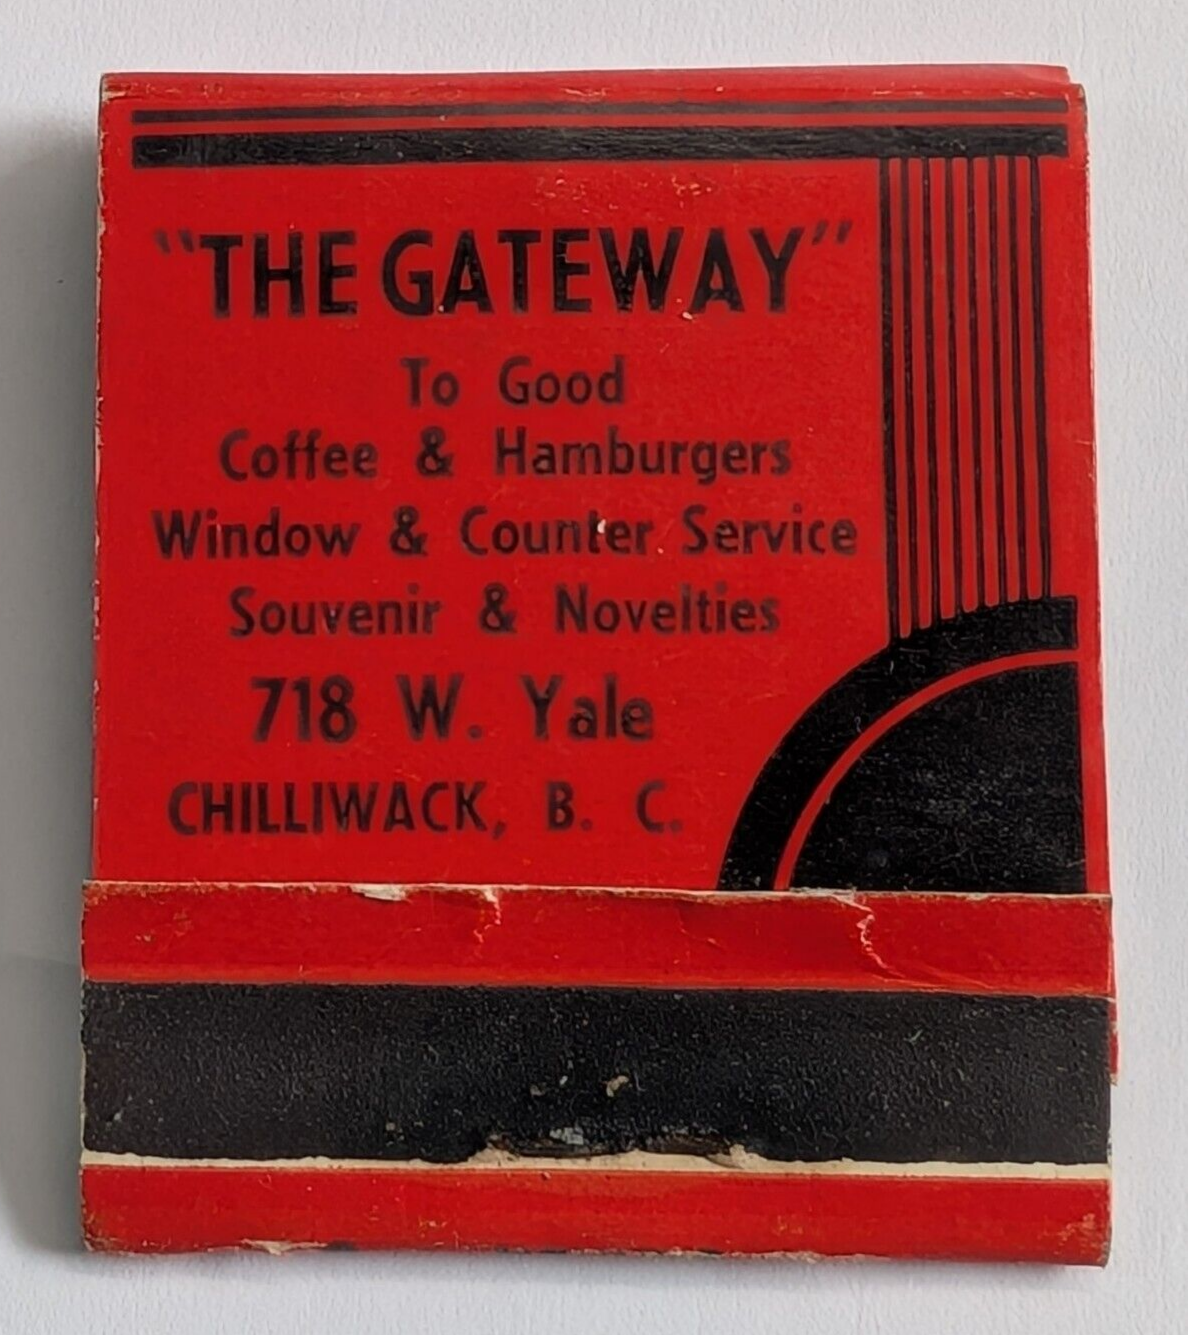 "THE GATEWAY"
To Good
Coffee & Hamburgers
Window & Counter Service
Souvenir & Novelties
718 W. Yale
CHILLIWACK, B. C.